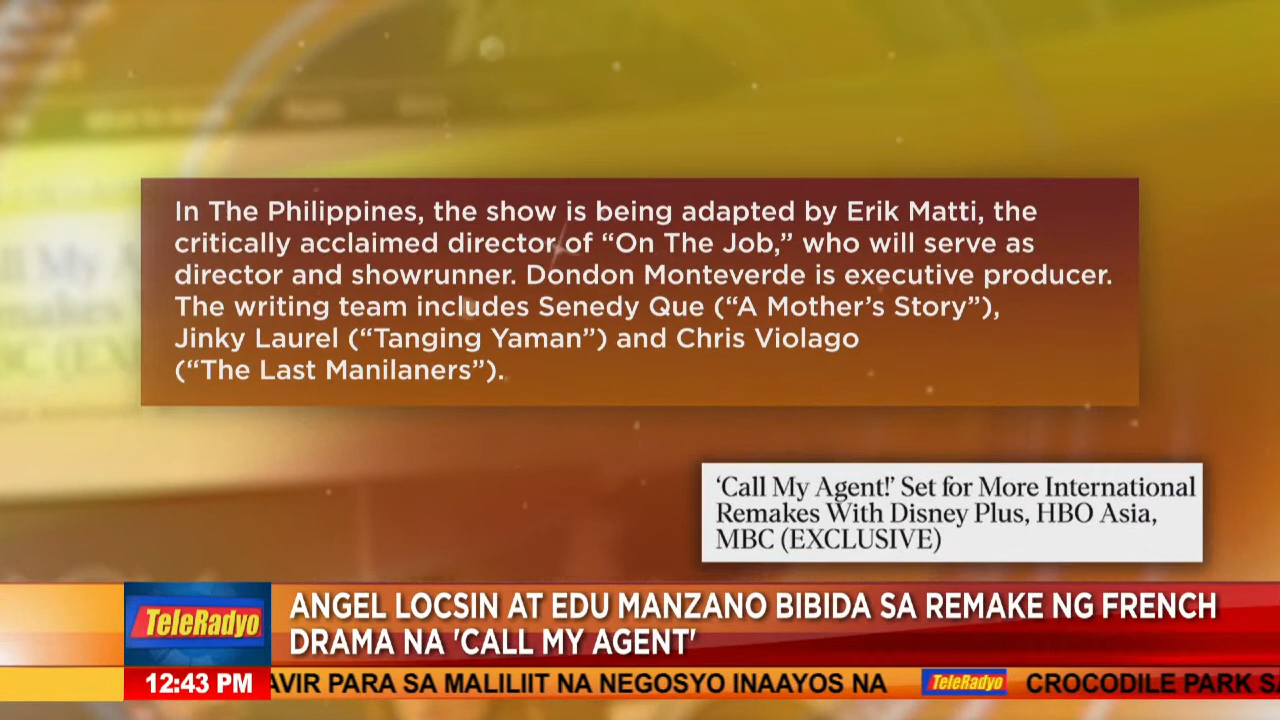 In The Philippines, the show is being adapted by Erik Matti, the
critically acclaimed director of “On The Job,” who will serve as
director and showrunner. Dondon Monteverde is executive producer.
The writing team includes Senedy Que (“A Mother’s Story”),
Jinky Laurel (“Tanging Yaman”) and Chris Violago
(“The Last Manilaners”).
‘Call My Agent!’ Set for More International
Remakes With Disney Plus, HBO Asia,
MBC (EXCLUSIVE)
TeleRadyo
ANGEL LOCSIN AT EDU MANZANO BIBIDA SA REMAKE NG FRENCH
DRAMA NA 'CALL MY AGENT'
12:43 PM
AVIR PARA SA MALILIIT NA NEGOSYO INAAYOS NA TeleRadyo CROCODILE PARK SA